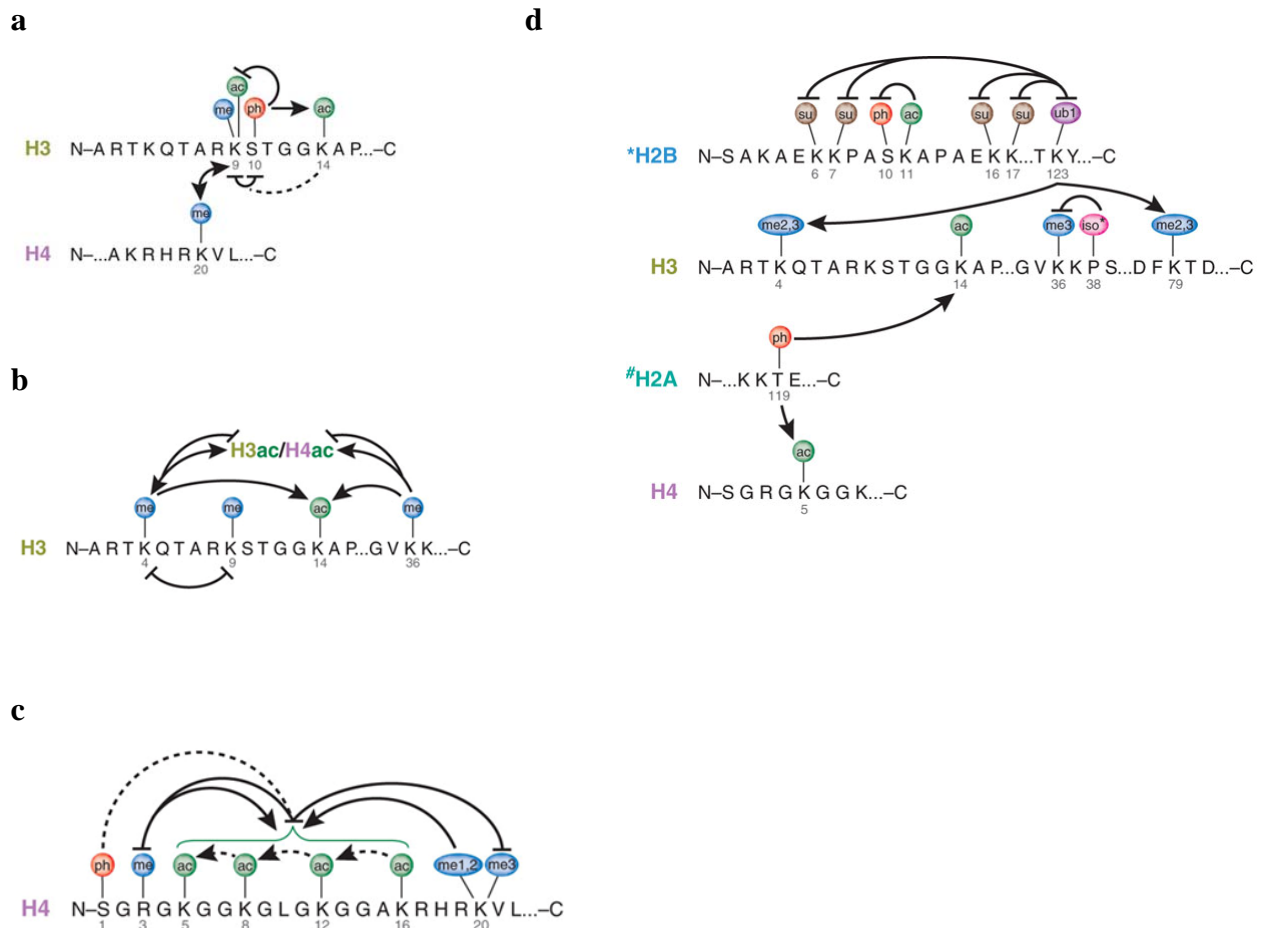 a
ac
me ph ac
H3 N–ARTKQTARKSTGGKAP...–C
9 10 14
me
H4 N–...AKRHRKVL...–C
20
b
H3ac/H4ac
me me ac me
H3 N–ARTKQTARKSTGGKAP...GVKK...–C
4 9 14 36
c
ph me ac ac ac ac me1,2 me3
H4 N–SGRGKGGKGLGKGGAKRHRKVL...–C
1 3 5 8 12 16 20
d
su su ph ac su su ub1
*H2B N–SAKAEKKPASKAPAEKK...TKY...–C
6 7 10 11 16 17 123
me2,3 ac me3 iso* me2,3
H3 N–ARTKQTARKSTGGKAP...GVKKPS...DFKTD...–C
4 14 36 38 79
ph
#H2A N–...KKTE...–C
119
ac
H4 N–SGRGKGGK...–C
5